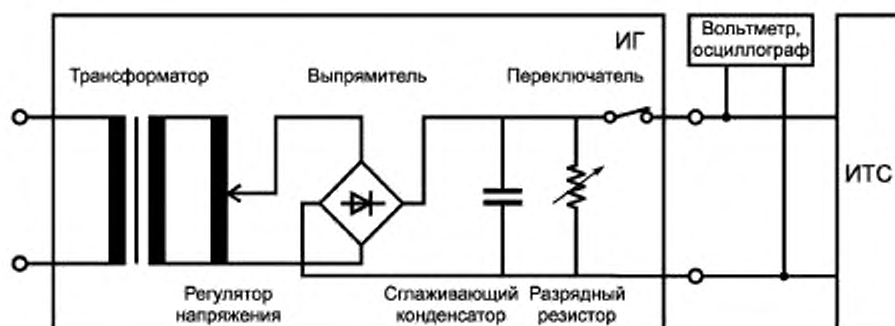 ИГ
Вольтметр,
осциллограф
Трансформатор
Выпрямитель
Переключатель
ИТС
Регулятор
напряжения
Сглаживающий
конденсатор
Разрядный
резистор